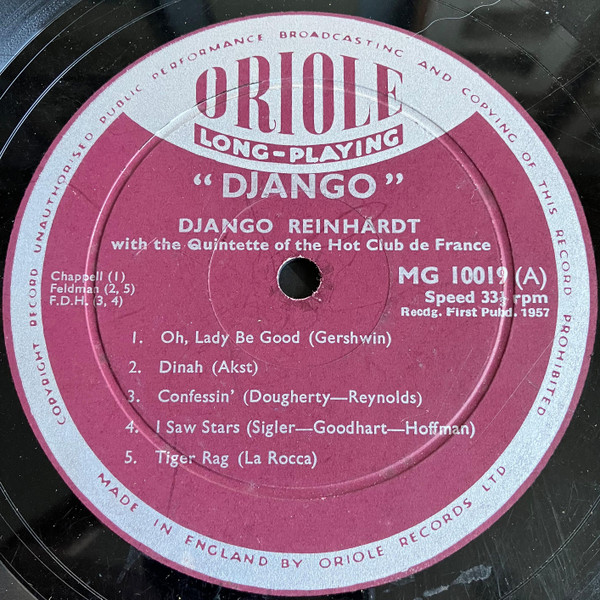 COPYRIGHT RECORD UNAUTHORISED PUBLIC PERFORMANCE BROADCASTING AND COPYING OF THIS RECORD PROHIBITED
ORIOLE
LONG-PLAYING
"DJANGO"
DJANGO REINHARDT
with the Quintette of the Hot Club de France
Chappell (1)
Feldman (2, 5)
F.D.H. (3, 4)
MG 10019 (A)
Speed 33⅓ rpm
Recdg. First Pubd. 1957
1. Oh, Lady Be Good (Gershwin)
2. Dinah (Akst)
3. Confessin' (Dougherty—Reynolds)
4. I Saw Stars (Sigler—Goodhart—Hoffman)
5. Tiger Rag (La Rocca)
MADE IN ENGLAND BY ORIOLE RECORDS LTD